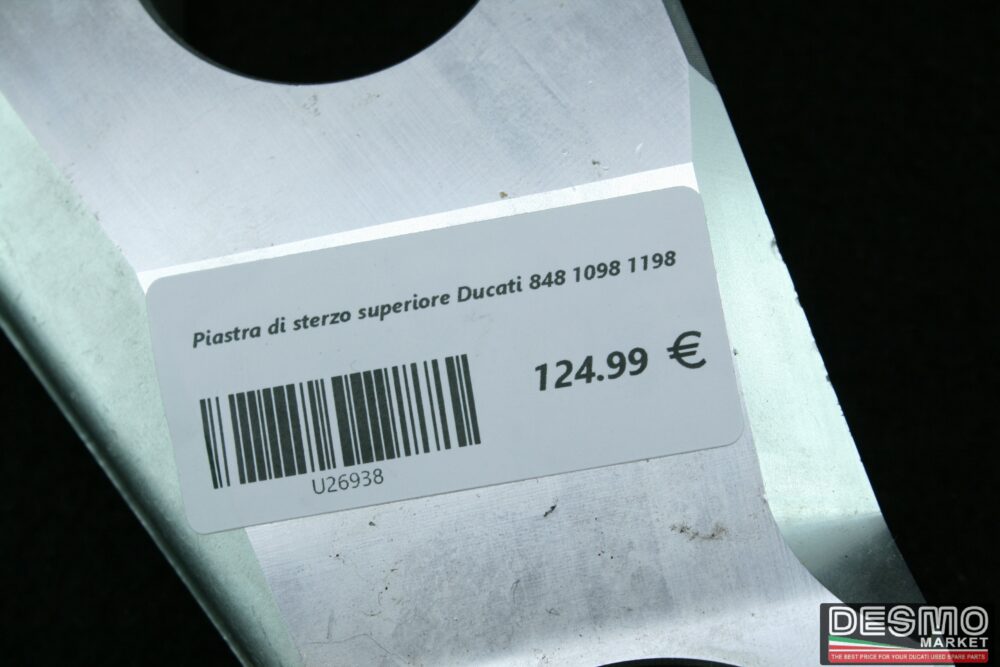 Piastra di sterzo superiore Ducati 848 1098 1198
124.99 €
U26938
DESMO
MARKET
THE BEST PRICE FOR YOUR DUCATI USED SPARE PARTS